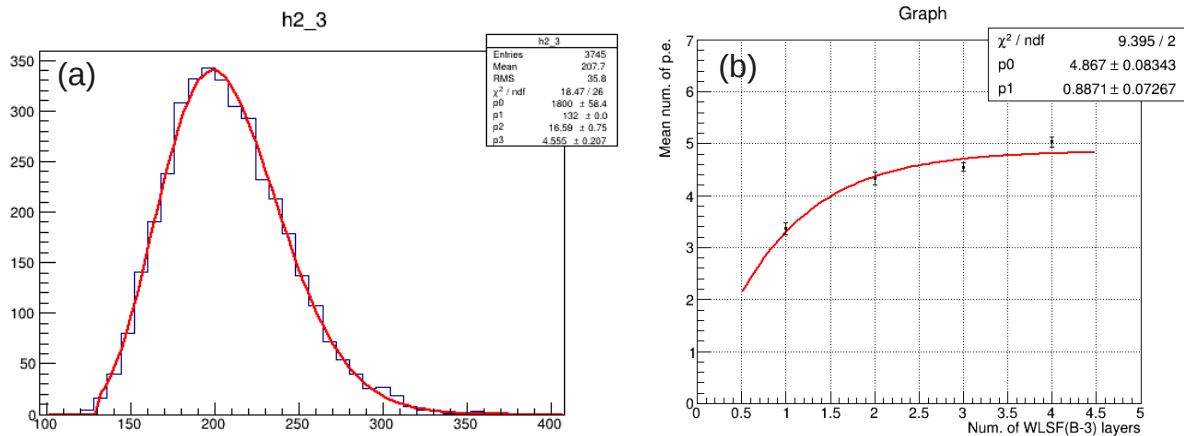 h2_3
(a)
h2_3
Entries 3745
Mean 207.7
RMS 35.8
χ² / ndf 18.47 / 26
p0 1800 ± 58.4
p1 132 ± 0.0
p2 16.59 ± 0.75
p3 4.555 ± 0.207
350
300
250
200
150
100
50
0
100 150 200 250 300 350 400
Graph
(b)
χ² / ndf 9.395 / 2
p0 4.867 ± 0.08343
p1 0.8871 ± 0.07267
Mean num. of p.e.
7
6
5
4
3
2
1
0
0 0.5 1 1.5 2 2.5 3 3.5 4 4.5 5
Num. of WLSF(B-3) layers